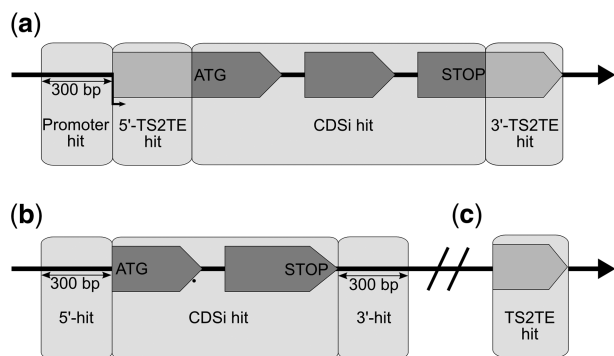 (a)
ATG
STOP
300 bp
Promoter
hit
5'-TS2TE
hit
CDSi hit
3'-TS2TE
hit
(b)
(c)
ATG
STOP
300 bp
300 bp
5'-hit
CDSi hit
3'-hit
TS2TE
hit